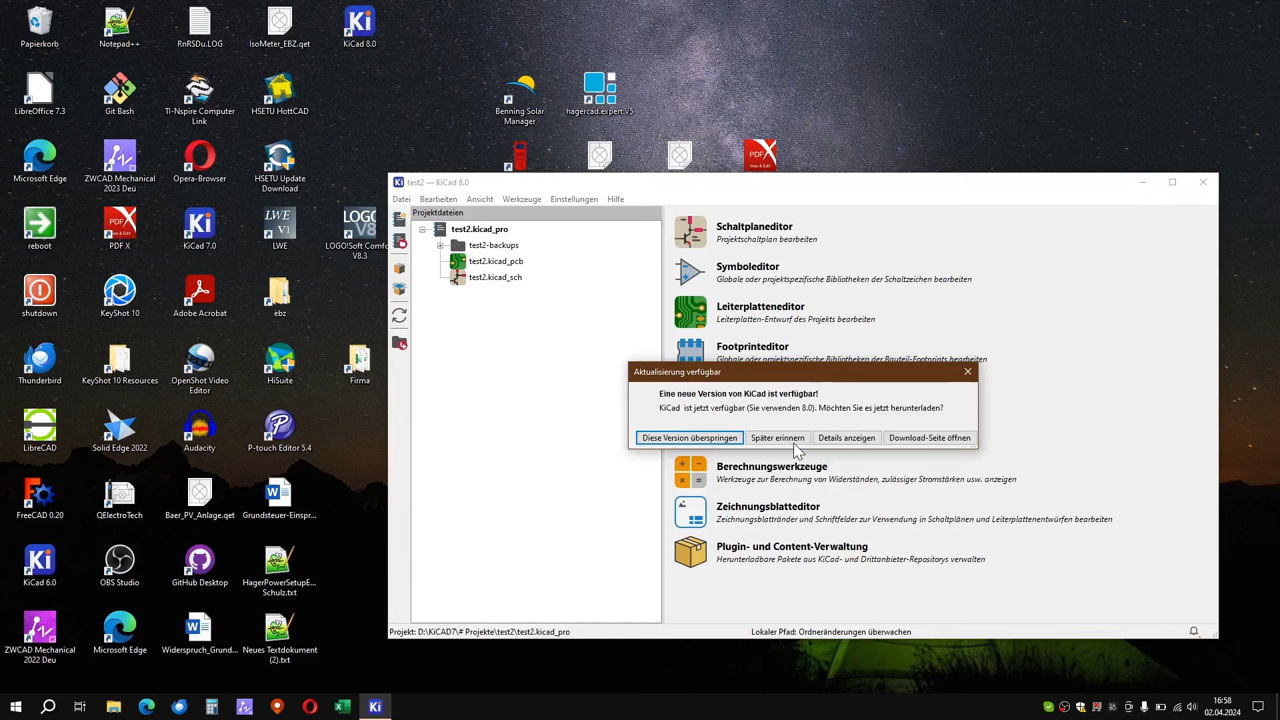 Papierkorb
Notepad++
RnRSDu.LOG
IsoMeter_EBZ.qet
KiCad 8.0
LibreOffice 7.3
Git Bash
TI-Nspire Computer
Link
HSETU HottCAD
Benning Solar
Manager
hagercad.expert V5
Microsoft Edge
ZWCAD Mechanical
2023 Deu
Opera-Browser
HSETU Update
Download
reboot
PDF X
KiCad 7.0
LWE
LOGO!Soft Comfo
V8.3
shutdown
KeyShot 10
Adobe Acrobat
ebz
Thunderbird
KeyShot 10 Resources
OpenShot Video
Editor
HiSuite
Firma
LibreCAD
Solid Edge 2022
Audacity
P-touch Editor 5.4
FreeCAD 0.20
QElectroTech
Baer_PV_Anlage.qet
Grundsteuer-Einspr...
KiCad 6.0
OBS Studio
GitHub Desktop
HagerPowerSetupE...
Schulz.txt
ZWCAD Mechanical
2022 Deu
Microsoft Edge
Widerspruch_Grund...
Neues Textdokument
(2).txt
test2 — KiCad 8.0
Datei Bearbeiten Ansicht Werkzeuge Einstellungen Hilfe
Projektdateien
test2.kicad_pro
test2-backups
test2.kicad_pcb
test2.kicad_sch
Schaltplaneditor
Projektschaltplan bearbeiten
Symboleditor
Globale oder projektspezifische Bibliotheken der Schaltzeichen bearbeiten
Leiterplatteneditor
Leiterplatten-Entwurf des Projekts bearbeiten
Footprinteditor
Globale oder projektspezifische Bibliotheken der Bauteil-Footprints bearbeiten
Aktualisierung verfügbar
Eine neue Version von KiCad ist verfügbar!
KiCad ist jetzt verfügbar (Sie verwenden 8.0). Möchten Sie es jetzt herunterladen?
Diese Version überspringen Später erinnern Details anzeigen Download-Seite öffnen
Berechnungswerkzeuge
Werkzeuge zur Berechnung von Widerständen, zulässiger Stromstärken usw. anzeigen
Zeichnungsblatteditor
Zeichnungsblattränder und Schriftfelder zur Verwendung in Schaltplänen und Leiterplattenentwürfen bearbeiten
Plugin- und Content-Verwaltung
Herunterladbare Pakete aus KiCad- und Drittanbieter-Repositorys verwalten
Projekt: D:\KiCAD7\# Projekte\test2\test2.kicad_pro
Lokaler Pfad: Ordneränderungen überwachen
16:58
02.04.2024